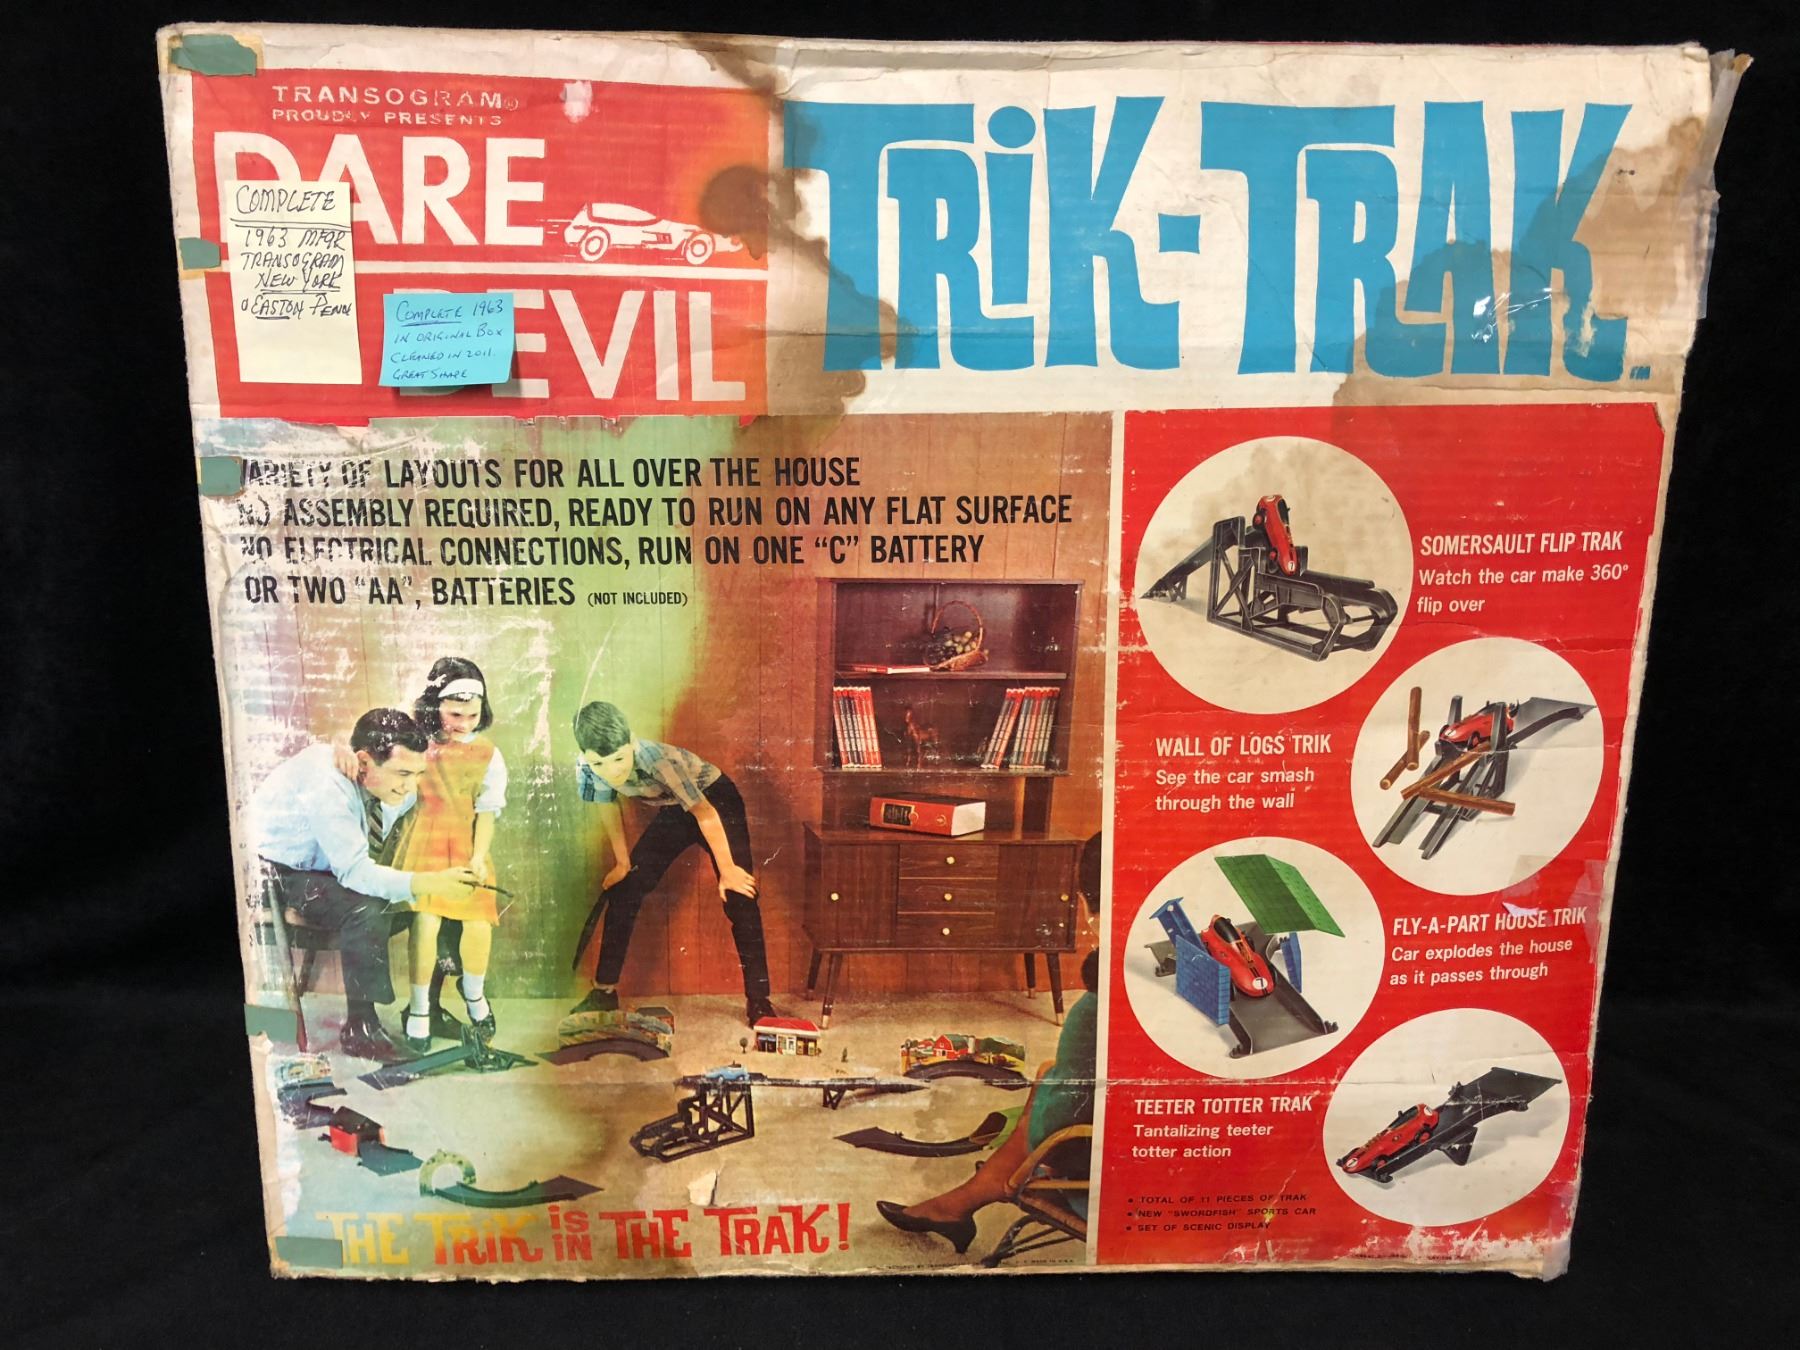 TRANSOGRAM®
PROUDLY PRESENTS
DARE
DEVIL
TRIK-TRAK
TM
COMPLETE
1963 MFGR
TRANSOGRAM
NEW YORK
EASTON PENN
COMPLETE 1963
IN ORIGINAL BOX
CLEANED IN 2011.
GREAT SHAPE
VARIETY OF LAYOUTS FOR ALL OVER THE HOUSE
NO ASSEMBLY REQUIRED, READY TO RUN ON ANY FLAT SURFACE
NO ELECTRICAL CONNECTIONS, RUN ON ONE “C” BATTERY
OR TWO “AA”, BATTERIES (NOT INCLUDED)
THE TRIK IS IN THE TRAK!
SOMERSAULT FLIP TRAK
Watch the car make 360°
flip over
WALL OF LOGS TRIK
See the car smash
through the wall
FLY-A-PART HOUSE TRIK
Car explodes the house
as it passes through
TEETER TOTTER TRAK
Tantalizing teeter
totter action
• TOTAL OF 11 PIECES OF TRAK
• NEW “SWORDFISH” SPORTS CAR
• SET OF SCENIC DISPLAY
MADE IN U.S.A.